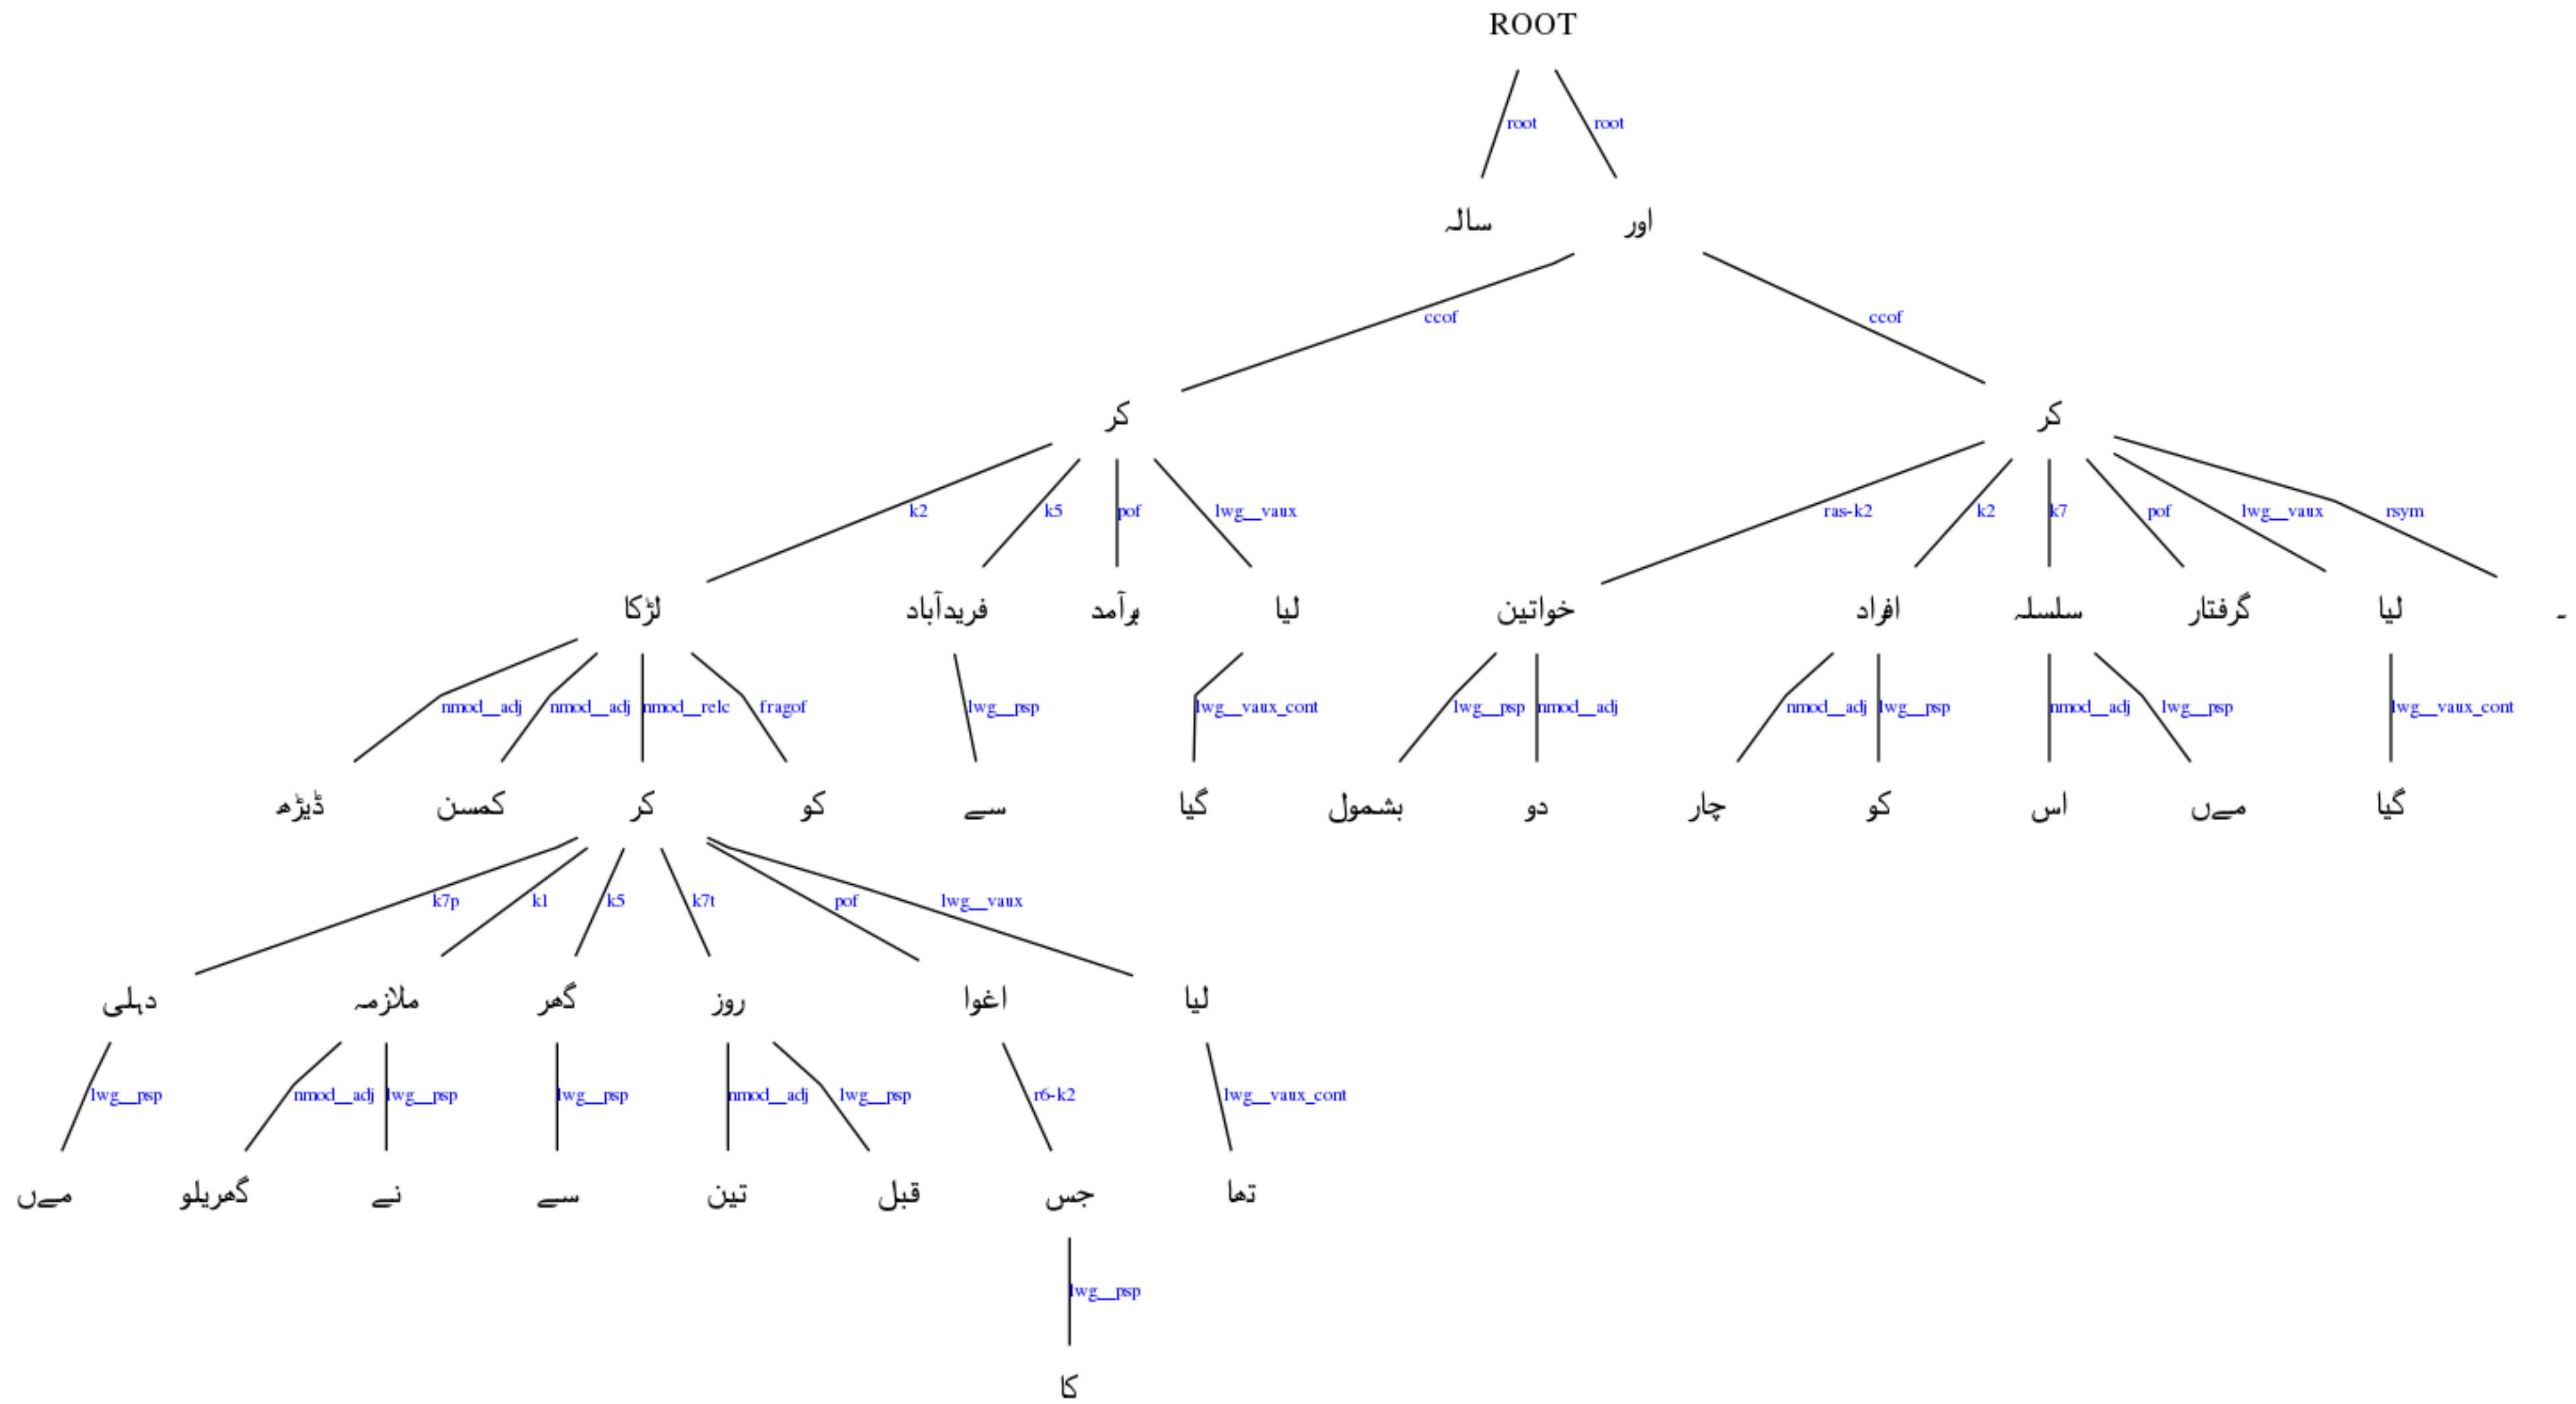 ROOT
root root
سالہ اور
ccof ccof
کر کر
k2 k5 pof lwg__vaux ras-k2 k2 k7 pof lwg__vaux rsym
لڑکا فریدآباد برآمد لیا خواتین افراد سلسلہ گرفتار لیا ۔
nmod__adj nmod__adj nmod__relc fragof lwg__psp lwg__vaux_cont lwg__psp nmod__adj nmod__adj lwg__psp nmod__adj lwg__psp lwg__vaux_cont
ڈیڑھ کمسن کر کو سے گیا بشمول دو چار کو اس مےں گیا
k7p k1 k5 k7t pof lwg__vaux
دہلی ملازمہ گھر روز اغوا لیا
lwg__psp nmod__adj lwg__psp lwg__psp nmod__adj lwg__psp r6-k2 lwg__vaux_cont
مےں گھریلو نے سے تین قبل جس تھا
lwg__psp
کا